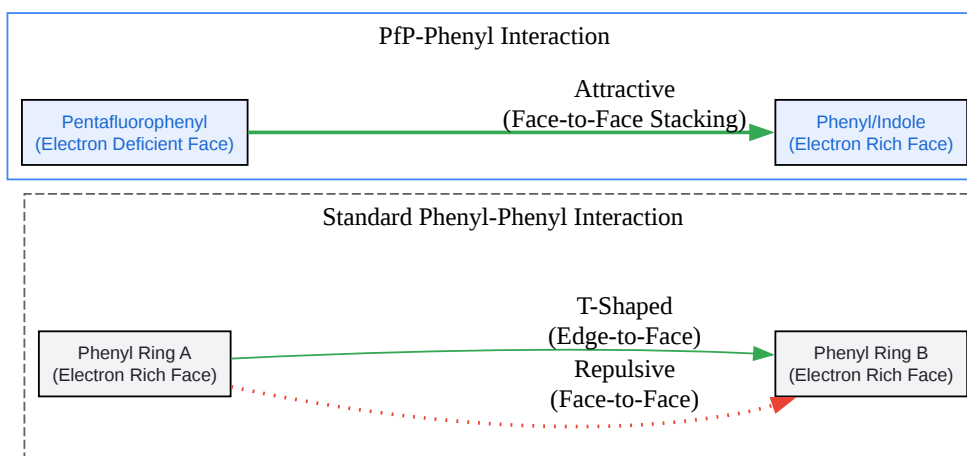 PfP-Phenyl Interaction
Attractive
(Face-to-Face Stacking)
Pentafluorophenyl
(Electron Deficient Face)
Phenyl/Indole
(Electron Rich Face)
Standard Phenyl-Phenyl Interaction
T-Shaped
(Edge-to-Face)
Phenyl Ring A
(Electron Rich Face)
Repulsive
(Face-to-Face)
Phenyl Ring B
(Electron Rich Face)